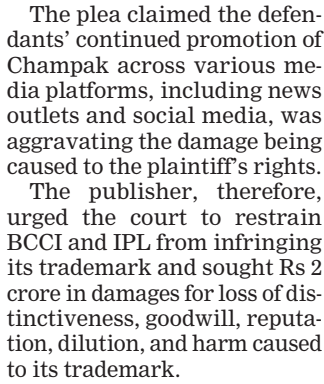 The plea claimed the defen-
dants’ continued promotion of
Champak across various me-
dia platforms, including news
outlets and social media, was
aggravating the damage being
caused to the plaintiff’s rights.
The publisher, therefore,
urged the court to restrain
BCCI and IPL from infringing
its trademark and sought Rs 2
crore in damages for loss of dis-
tinctiveness, goodwill, reputa-
tion, dilution, and harm caused
to its trademark.